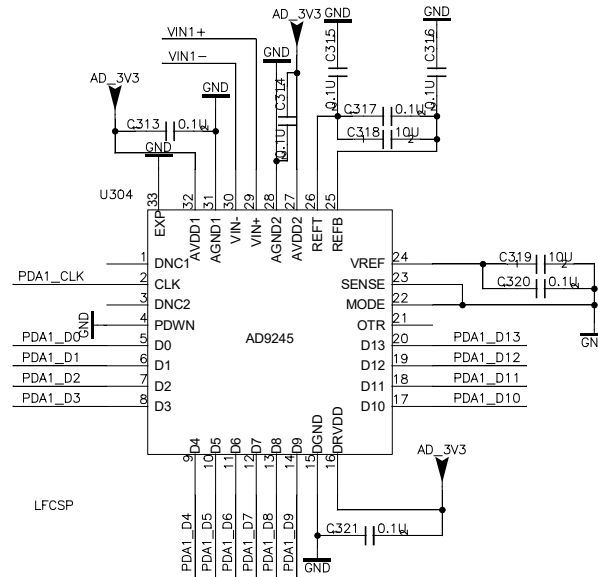 GND
AD_3V3
C315
GND
C316
VIN1+
VIN1-
GND
0.1U
0.1U
AD_3V3
GND
C314
C317
0.1U
C313
0.1U
0.1U
C318
10U
GND
U304
33
32
31
30
29
28
27
26
25
EXP
AVDD1
AGND1
VIN-
VIN+
AGND2
AVDD2
REFT
REFB
1
DNC1
VREF
24
C319
10U
PDA1_CLK
2
CLK
SENSE
23
C320
0.1U
3
DNC2
MODE
22
GND
4
PDWN
AD9245
OTR
21
GN
PDA1_D0
5
D0
D13
20
PDA1_D13
PDA1_D1
6
D1
D12
19
PDA1_D12
PDA1_D2
7
D2
D11
18
PDA1_D11
PDA1_D3
8
D3
D10
17
PDA1_D10
D4
D5
D6
D7
D8
D9
DGND
DRVDD
9
10
11
12
13
14
15
16
AD_3V3
LFCSP
PDA1_D4
PDA1_D5
PDA1_D6
PDA1_D7
PDA1_D8
PDA1_D9
C321
0.1U
GND